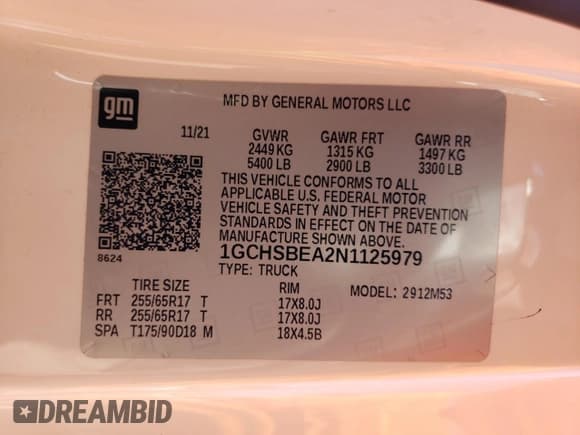 gm
MFD BY GENERAL MOTORS LLC
11/21 GVWR GAWR FRT GAWR RR
2449 KG 1315 KG 1497 KG
5400 LB 2900 LB 3300 LB
THIS VEHICLE CONFORMS TO ALL
APPLICABLE U.S. FEDERAL MOTOR
VEHICLE SAFETY AND THEFT PREVENTION
STANDARDS IN EFFECT ON THE DATE OF
MANUFACTURE SHOWN ABOVE.
8624
1GCHSBEA2N1125979
TYPE: TRUCK
TIRE SIZE RIM MODEL: 2912M53
FRT 255/65R17 T 17X8.0J
RR 255/65R17 T 17X8.0J
SPA T175/90D18 M 18X4.5B
DREAMBID